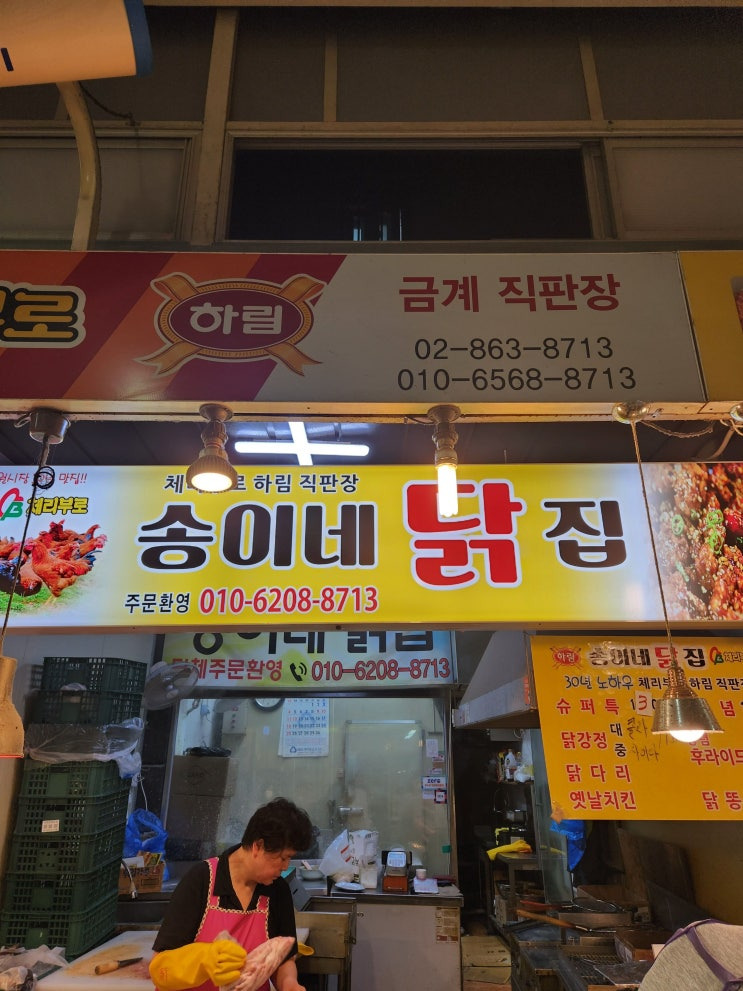 하림
금계 직판장
02-863-8713
010-6568-8713
체리부로
하림 직판장
송이네 닭 집
주문환영 010-6208-8713
송이네 닭집
단체주문환영 010-6208-8713
하림 송이네 닭 집
30년 노하우 체리부로 하림 직판장
슈퍼특
닭강정 대 중
후라이드
닭다리
옛날치킨
닭똥